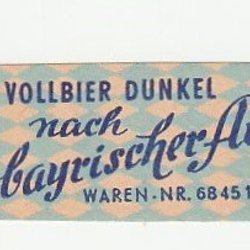 VOLLBIER DUNKEL
nach
bayrischer
WAREN-NR. 68451